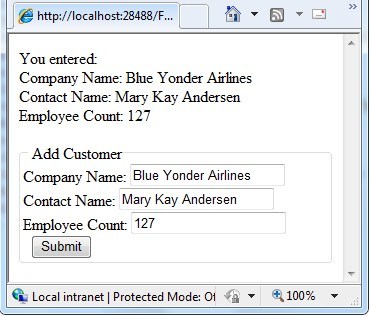 http://localhost:28488/F...
You entered:
Company Name: Blue Yonder Airlines
Contact Name: Mary Kay Andersen
Employee Count: 127
Add Customer
Company Name: Blue Yonder Airlines
Contact Name: Mary Kay Andersen
Employee Count: 127
Submit
Local intranet | Protected Mode: Of
100%